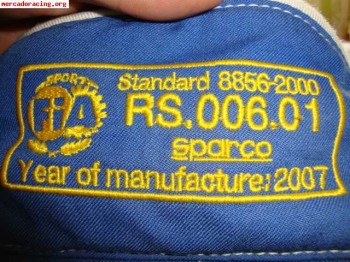 mercadoracing.org
SPORT
FIA
Standard 8856-2000
RS.006.01
sparco
Year of manufacture: 2007